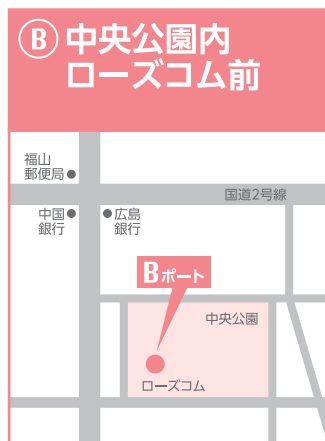 B 中央公園内
ローズコム前
福山
郵便局
国道2号線
中国
銀行
広島
銀行
Bポート
中央公園
ローズコム